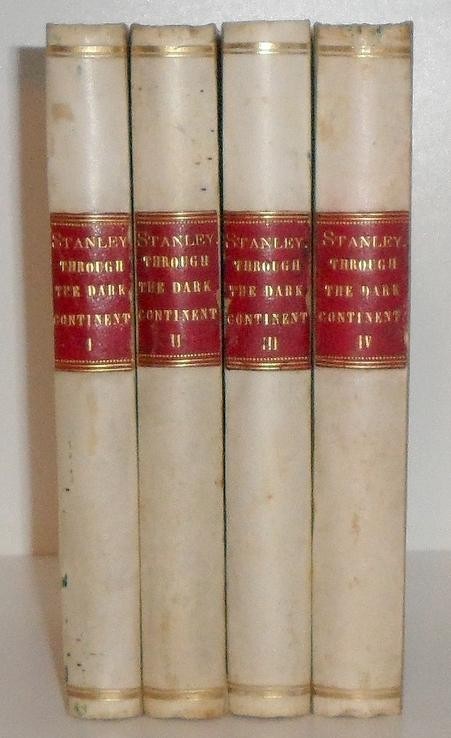 STANLEY.
THROUGH
THE DARK
CONTINENT
I
STANLEY.
THROUGH
THE DARK
CONTINENT
II
STANLEY.
THROUGH
THE DARK
CONTINENT
III
STANLEY.
THROUGH
THE DARK
CONTINENT
IV